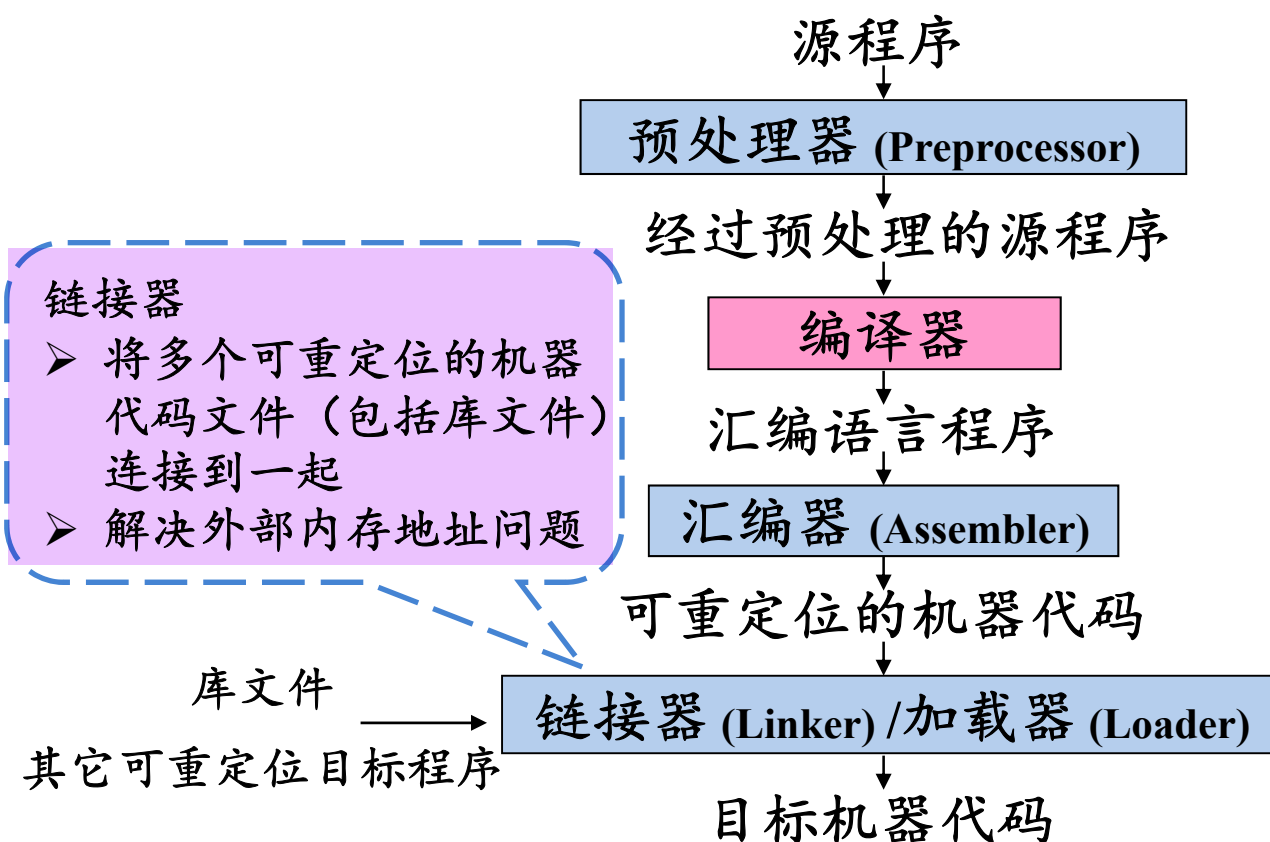 源程序
预处理器 (Preprocessor)
经过预处理的源程序
编译器
汇编语言程序
汇编器 (Assembler)
可重定位的机器代码
链接器 (Linker) /加载器 (Loader)
目标机器代码
链接器
➢ 将多个可重定位的机器
代码文件（包括库文件）
连接到一起
➢ 解决外部内存地址问题
库文件
其它可重定位目标程序